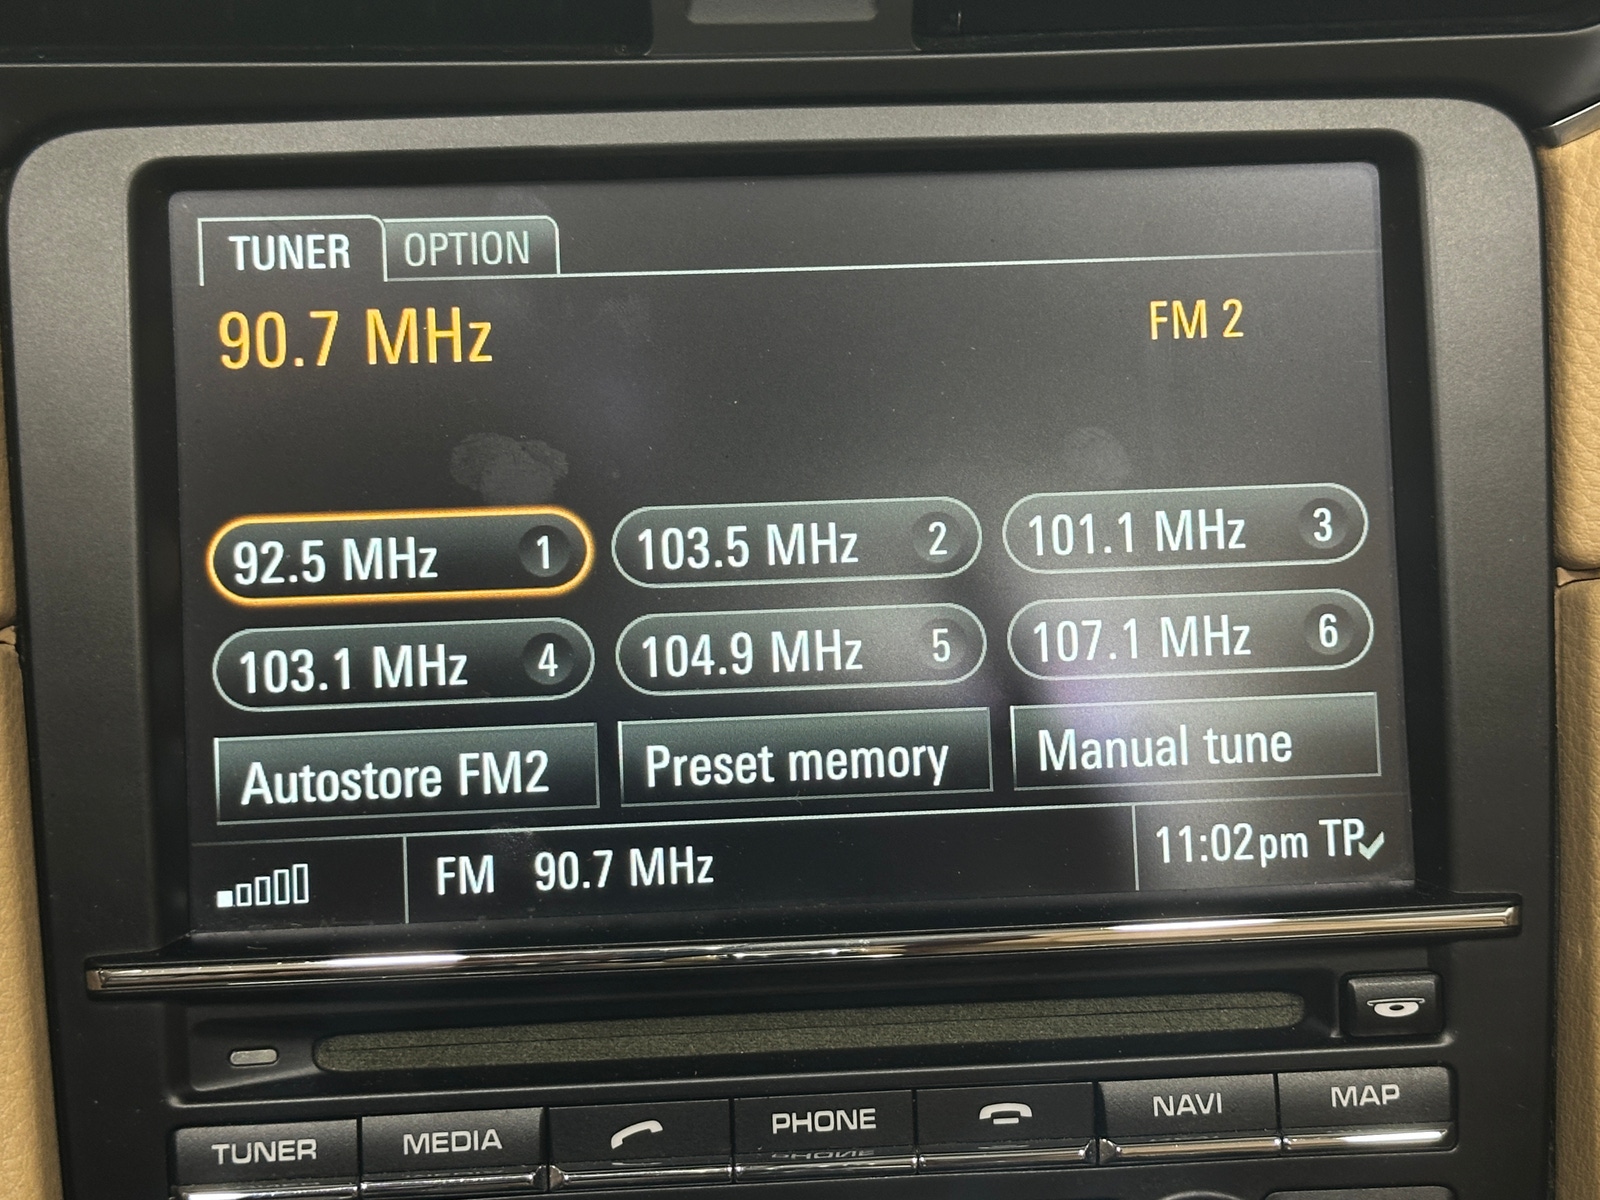 TUNER OPTION
90.7 MHz FM 2
92.5 MHz 1 103.5 MHz 2 101.1 MHz 3
103.1 MHz 4 104.9 MHz 5 107.1 MHz 6
Autostore FM2 Preset memory Manual tune
FM 90.7 MHz 11:02pm TP
TUNER MEDIA PHONE NAVI MAP